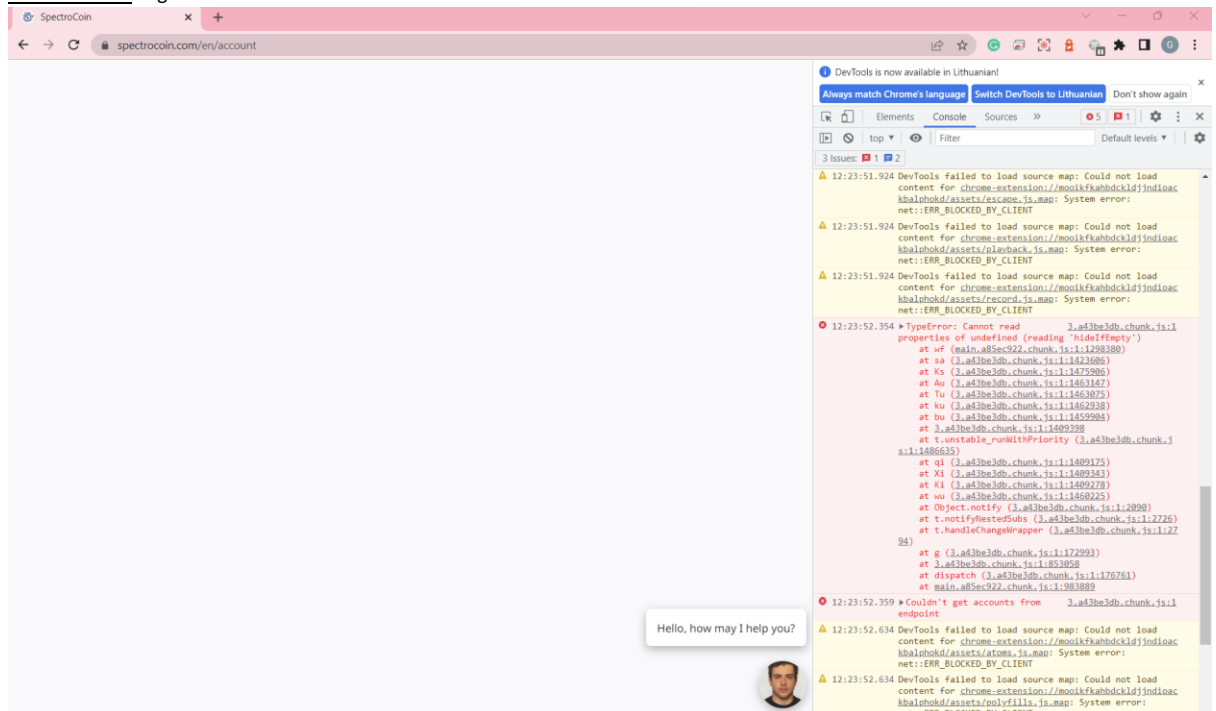 SpectroCoin
spectrocoin.com/en/account
G
DevTools is now available in Lithuanian!
Always match Chrome's language Switch DevTools to Lithuanian Don't show again
Elements Console Sources » 5 1
top Filter Default levels
3 Issues: 1 2
12:23:51.924 DevTools failed to load source map: Could not load
content for chrome-extension://mooikfkahbdckldjjndioac
kbalphokd/assets/escape.js.map: System error:
net::ERR_BLOCKED_BY_CLIENT
12:23:51.924 DevTools failed to load source map: Could not load
content for chrome-extension://mooikfkahbdckldjjndioac
kbalphokd/assets/playback.js.map: System error:
net::ERR_BLOCKED_BY_CLIENT
12:23:51.924 DevTools failed to load source map: Could not load
content for chrome-extension://mooikfkahbdckldjjndioac
kbalphokd/assets/record.js.map: System error:
net::ERR_BLOCKED_BY_CLIENT
12:23:52.354 TypeError: Cannot read 3.a43be3db.chunk.js:1
properties of undefined (reading 'hideIfEmpty')
at wf (main.a85ec922.chunk.js:1:1298380)
at sa (3.a43be3db.chunk.js:1:1423606)
at Ks (3.a43be3db.chunk.js:1:1475906)
at Au (3.a43be3db.chunk.js:1:1463147)
at Tu (3.a43be3db.chunk.js:1:1463075)
at ku (3.a43be3db.chunk.js:1:1462938)
at bu (3.a43be3db.chunk.js:1:1459904)
at 3.a43be3db.chunk.js:1:1409398
at t.unstable_runWithPriority (3.a43be3db.chunk.j
s:1:1486635)
at qi (3.a43be3db.chunk.js:1:1409175)
at Xi (3.a43be3db.chunk.js:1:1409343)
at Ki (3.a43be3db.chunk.js:1:1409278)
at wu (3.a43be3db.chunk.js:1:1460225)
at Object.notify (3.a43be3db.chunk.js:1:2090)
at t.notifyNestedSubs (3.a43be3db.chunk.js:1:2726)
at t.handleChangeWrapper (3.a43be3db.chunk.js:1:27
94)
at g (3.a43be3db.chunk.js:1:172993)
at 3.a43be3db.chunk.js:1:853058
at dispatch (3.a43be3db.chunk.js:1:176761)
at main.a85ec922.chunk.js:1:983889
12:23:52.359 Couldn't get accounts from 3.a43be3db.chunk.js:1
endpoint
12:23:52.634 DevTools failed to load source map: Could not load
content for chrome-extension://mooikfkahbdckldjjndioac
kbalphokd/assets/atoms.js.map: System error:
net::ERR_BLOCKED_BY_CLIENT
12:23:52.634 DevTools failed to load source map: Could not load
content for chrome-extension://mooikfkahbdckldjjndioac
kbalphokd/assets/polyfills.js.map: System error:
Hello, how may I help you?